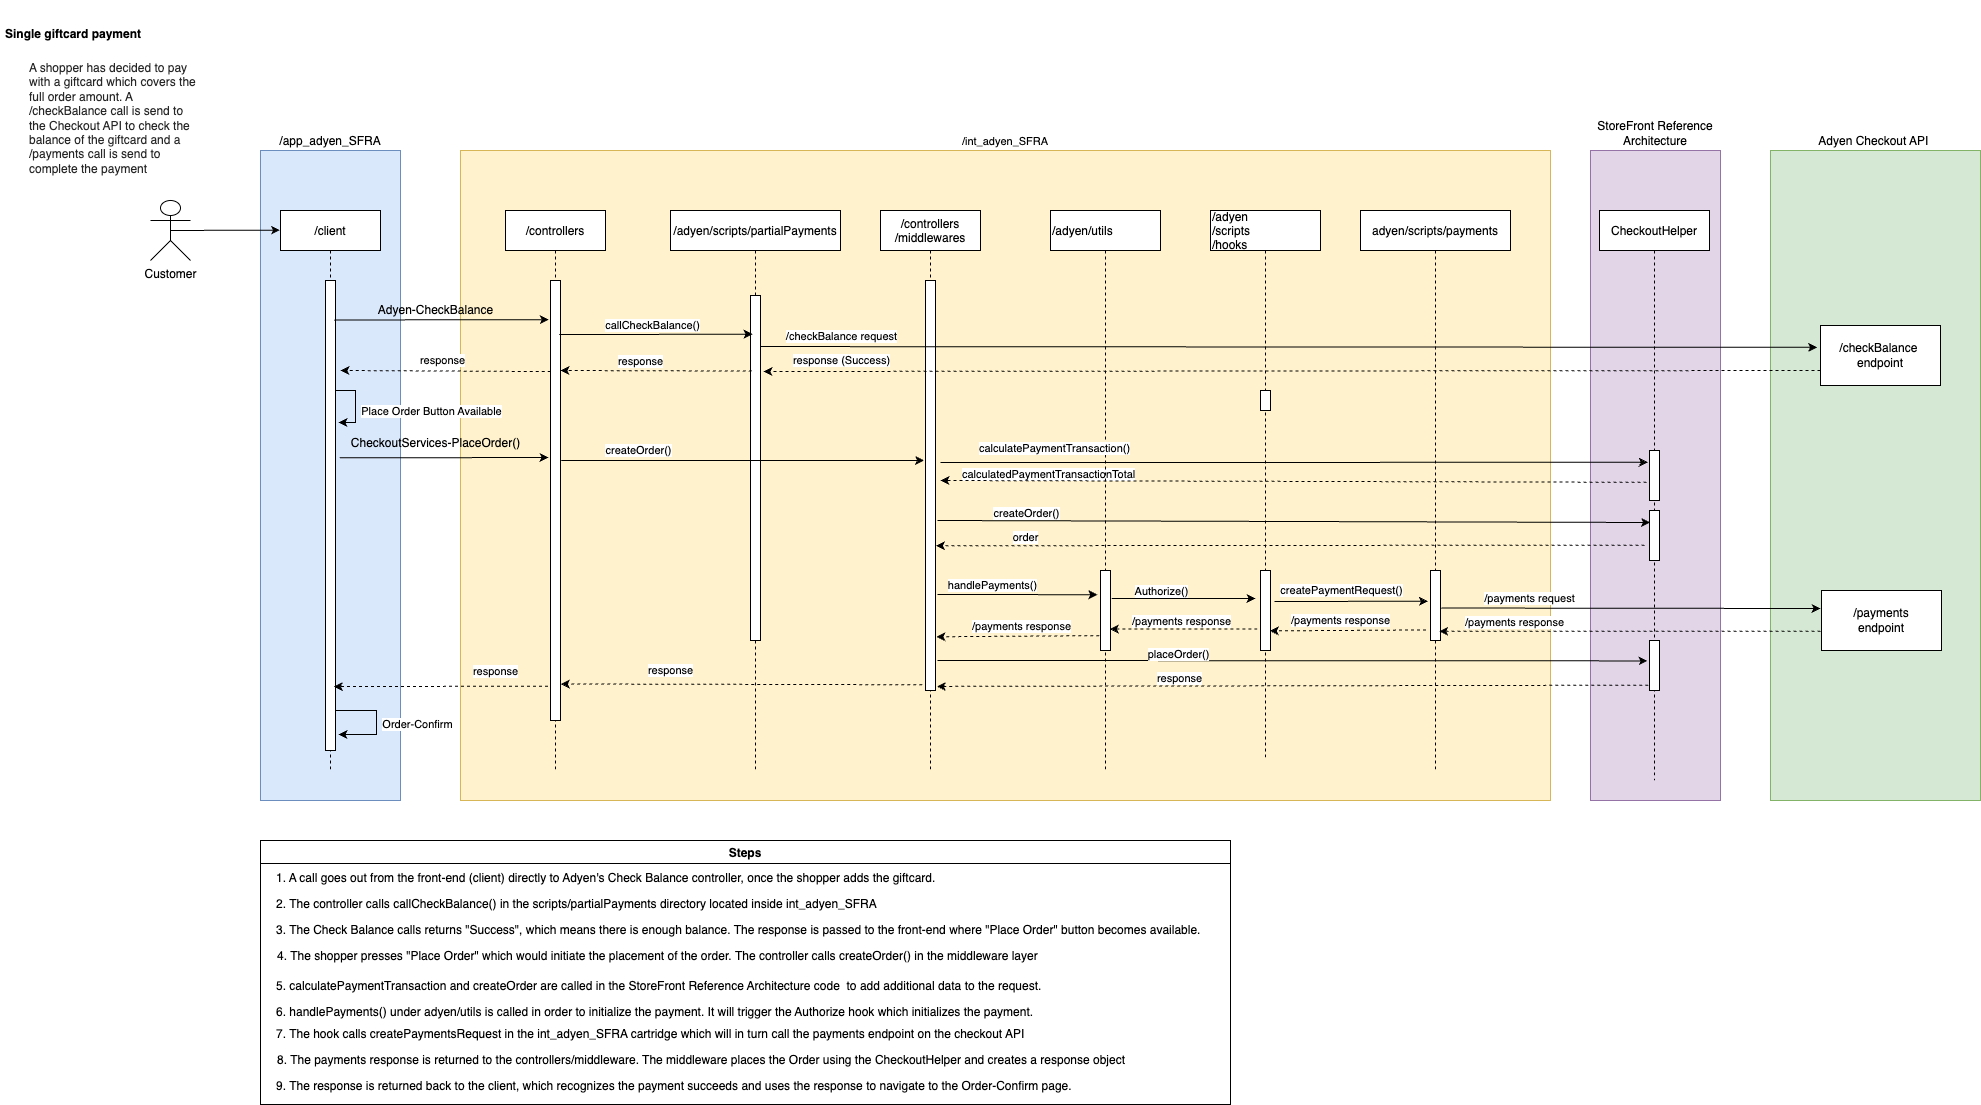 Single giftcard payment
A shopper has decided to pay
with a giftcard which covers the
full order amount. A
/checkBalance call is send to
the Checkout API to check the
balance of the giftcard and a
/payments call is send to
complete the payment
Customer
/app_adyen_SFRA
/int_adyen_SFRA
StoreFront Reference
Architecture
Adyen Checkout API
/client
/controllers
/adyen/scripts/partialPayments
/controllers
/middlewares
/adyen/utils
/adyen
/scripts
/hooks
adyen/scripts/payments
CheckoutHelper
Adyen-CheckBalance
callCheckBalance()
/checkBalance request
/checkBalance
endpoint
response
response
response (Success)
Place Order Button Available
CheckoutServices-PlaceOrder()
createOrder()
calculatePaymentTransaction()
calculatedPaymentTransactionTotal
createOrder()
order
handlePayments()
Authorize()
createPaymentRequest()
/payments request
/payments
endpoint
/payments response
/payments response
/payments response
/payments response
placeOrder()
response
response
response
Order-Confirm
Steps
1. A call goes out from the front-end (client) directly to Adyen's Check Balance controller, once the shopper adds the giftcard.
2. The controller calls callCheckBalance() in the scripts/partialPayments directory located inside int_adyen_SFRA
3. The Check Balance calls returns "Success", which means there is enough balance. The response is passed to the front-end where "Place Order" button becomes available.
4. The shopper presses "Place Order" which would initiate the placement of the order. The controller calls createOrder() in the middleware layer
5. calculatePaymentTransaction and createOrder are called in the StoreFront Reference Architecture code  to add additional data to the request.
6. handlePayments() under adyen/utils is called in order to initialize the payment. It will trigger the Authorize hook which initializes the payment.
7. The hook calls createPaymentsRequest in the int_adyen_SFRA cartridge which will in turn call the payments endpoint on the checkout API
8. The payments response is returned to the controllers/middleware. The middleware places the Order using the CheckoutHelper and creates a response object
9. The response is returned back to the client, which recognizes the payment succeeds and uses the response to navigate to the Order-Confirm page.